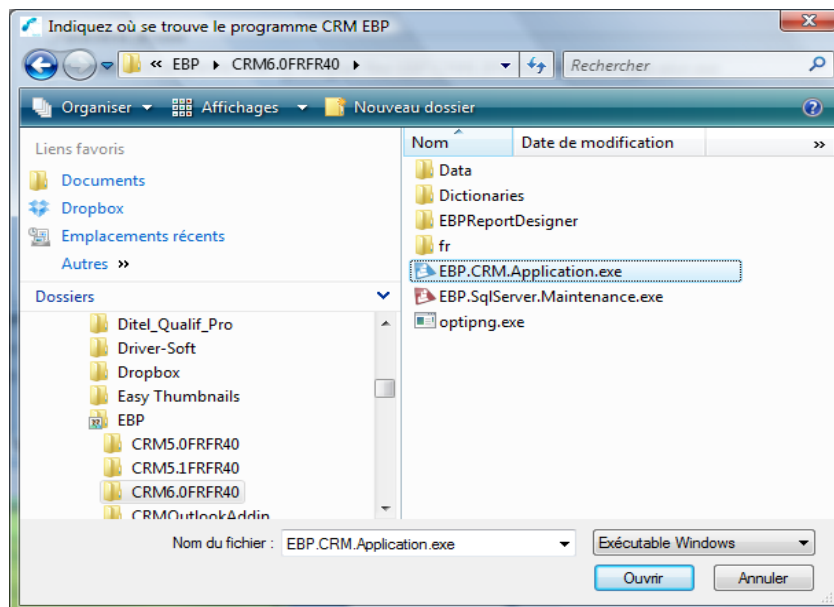 Indiquez où se trouve le programme CRM EBP
« EBP ▸ CRM6.0FRFR40 ▸
Rechercher
Organiser Affichages Nouveau dossier
Liens favoris
Documents
Dropbox
Emplacements récents
Autres »
Dossiers
Ditel_Qualif_Pro
Driver-Soft
Dropbox
Easy Thumbnails
EBP
CRM5.0FRFR40
CRM5.1FRFR40
CRM6.0FRFR40
CRMOutlookAddin
Nom Date de modification »
Data
Dictionaries
EBPReportDesigner
fr
EBP.CRM.Application.exe
EBP.SqlServer.Maintenance.exe
optipng.exe
Nom du fichier : EBP.CRM.Application.exe
Exécutable Windows
Ouvrir Annuler